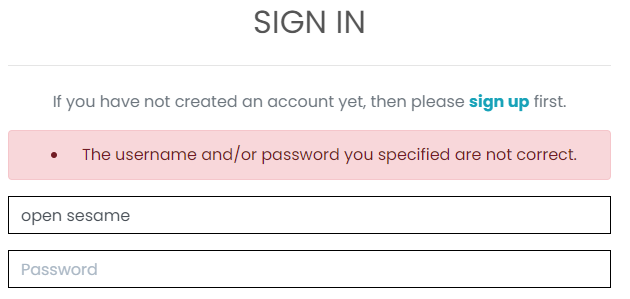 SIGN IN
If you have not created an account yet, then please sign up first.
• The username and/or password you specified are not correct.
open sesame
Password